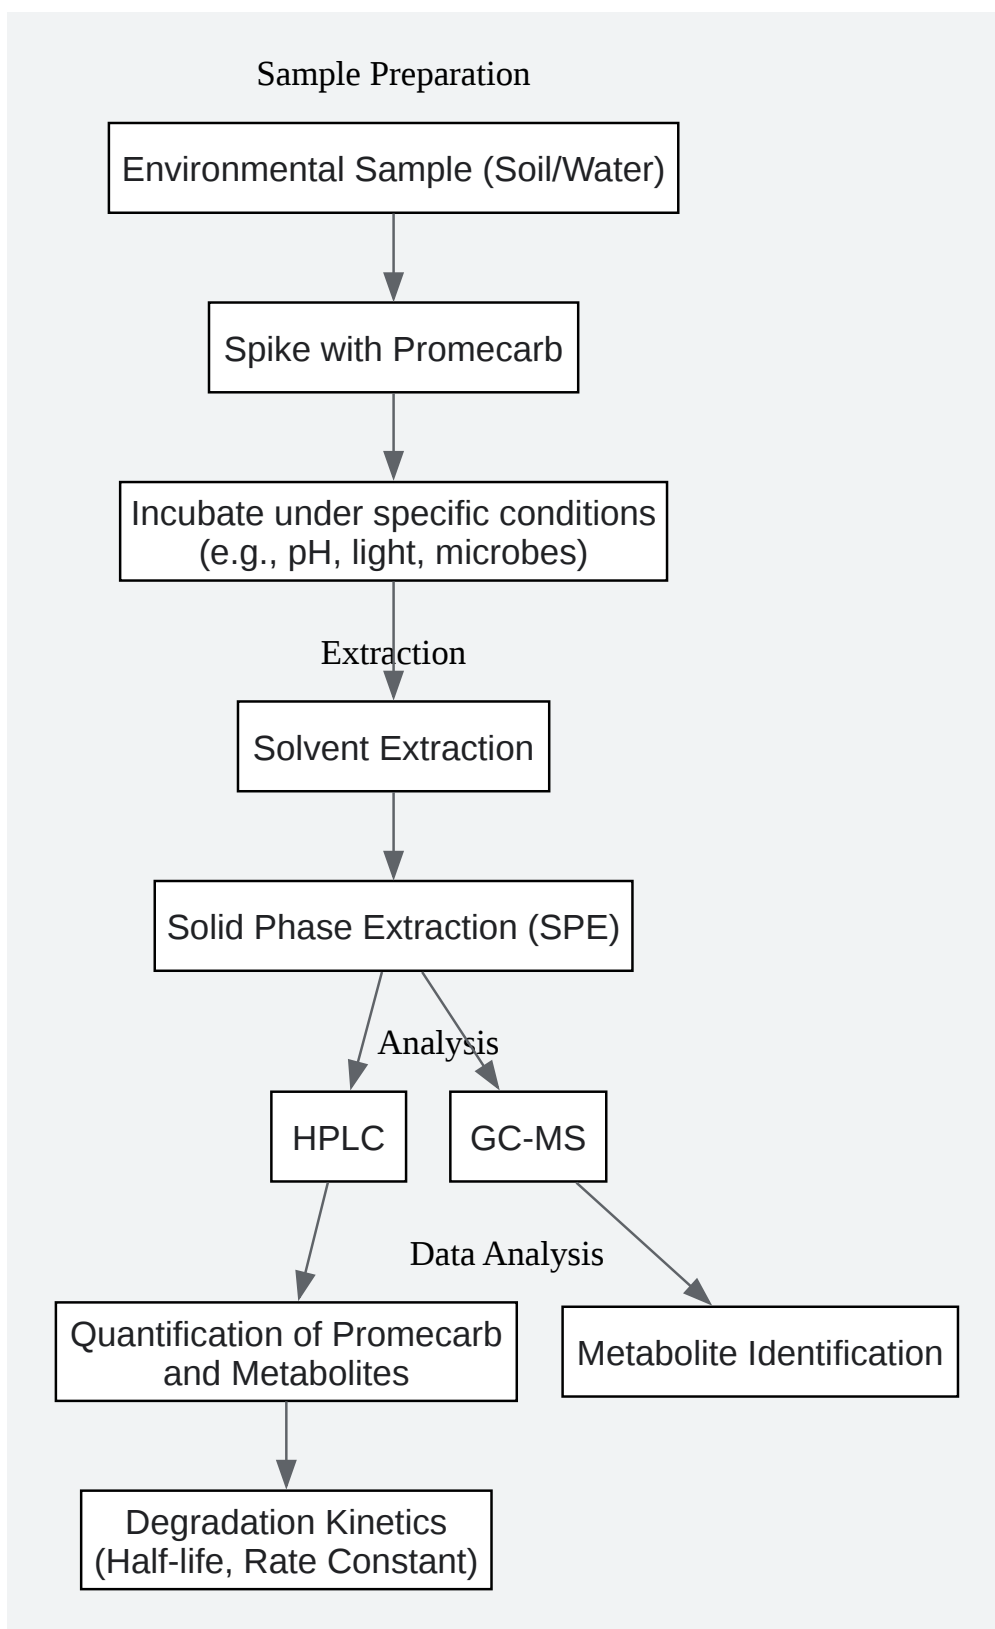 Sample Preparation
Environmental Sample (Soil/Water)
Spike with Promecarb
Incubate under specific conditions
(e.g., pH, light, microbes)
Extraction
Solvent Extraction
Solid Phase Extraction (SPE)
Analysis
HPLC
GC-MS
Data Analysis
Quantification of Promecarb
and Metabolites
Metabolite Identification
Degradation Kinetics
(Half-life, Rate Constant)